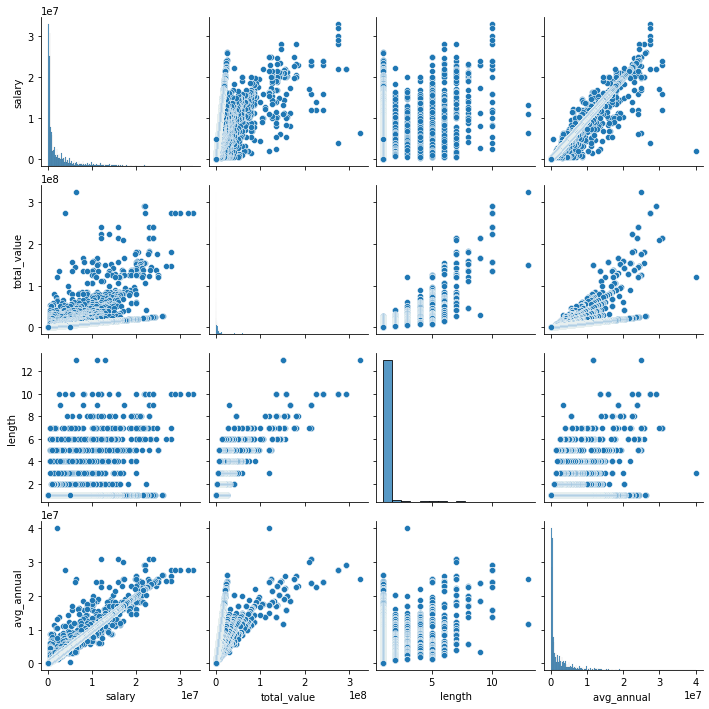 1e7
3
2
1
0
salary
1e8
3
2
1
0
total_value
12
10
8
6
4
2
length
1e7
4
3
2
1
0
avg_annual
0 1 2 3
1e7
salary
0 1 2 3
1e8
total_value
5 10
length
0 1 2 3 4
1e7
avg_annual